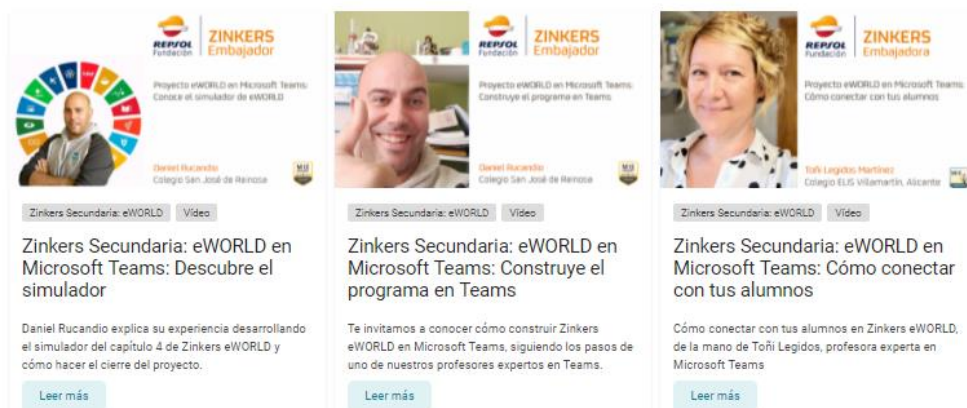 REPSOL
Fundación
ZINKERS
Embajador
Proyecto eWORLD en Microsoft Teams:
Conoce el simulador de eWORLD
Daniel Rucandio
Colegio San José de Reinosa
Zinkers Secundaria: eWORLD
Vídeo
Zinkers Secundaria: eWORLD en
Microsoft Teams: Descubre el
simulador
Daniel Rucandio explica su experiencia desarrollando
el simulador del capítulo 4 de Zinkers eWORLD y
cómo hacer el cierre del proyecto.
Leer más
REPSOL
Fundación
ZINKERS
Embajador
Proyecto eWORLD en Microsoft Teams:
Construye el programa en Teams
Daniel Rucandio
Colegio San José de Reinosa
Zinkers Secundaria: eWORLD
Vídeo
Zinkers Secundaria: eWORLD en
Microsoft Teams: Construye el
programa en Teams
Te invitamos a conocer cómo construir Zinkers
eWORLD en Microsoft Teams, siguiendo los pasos de
uno de nuestros profesores expertos en Teams.
Leer más
REPSOL
Fundación
ZINKERS
Embajadora
Proyecto eWORLD en Microsoft Teams:
Cómo conectar con tus alumnos
Toñi Legidos Martínez
Colegio ELIS Villamartín, Alicante
Zinkers Secundaria: eWORLD
Vídeo
Zinkers Secundaria: eWORLD en
Microsoft Teams: Cómo conectar
con tus alumnos
Cómo conectar con tus alumnos en Zinkers eWORLD,
de la mano de Toñi Legidos, profesora experta en
Microsoft Teams
Leer más